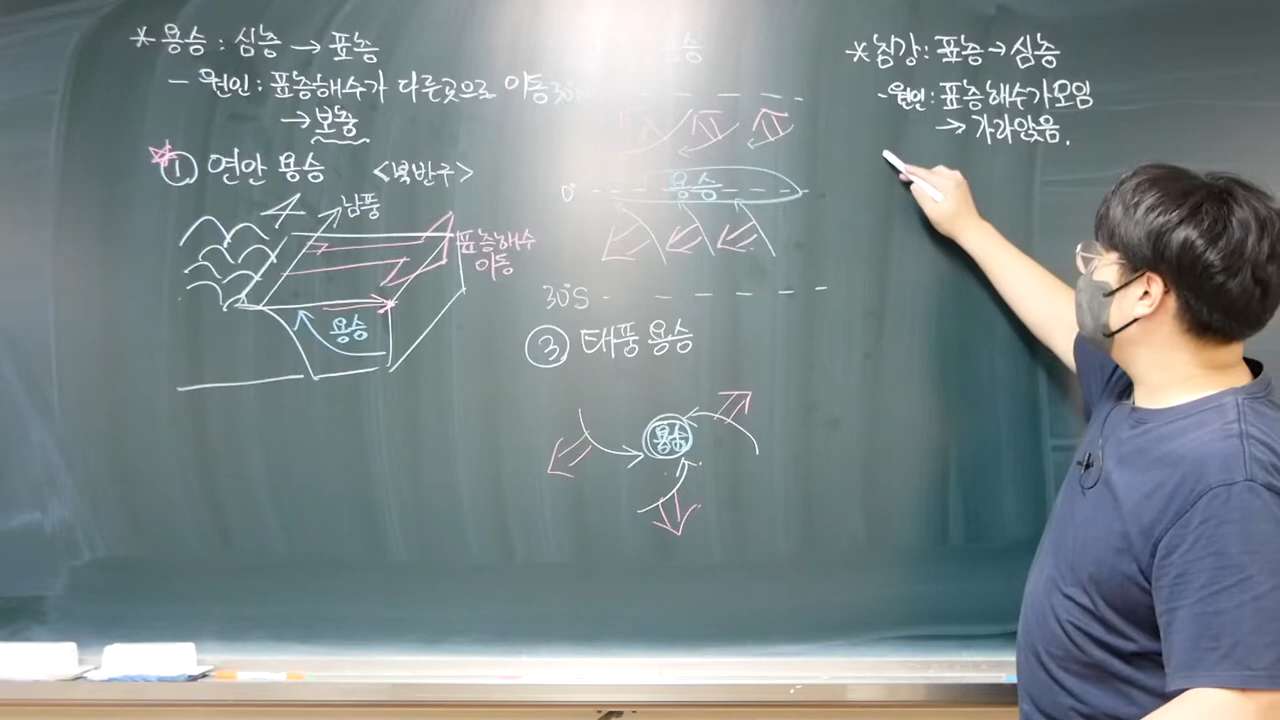 * 용승 : 심층 → 표층
- 원인 : 표층해수가 다른곳으로 이동
→ 보충
① 연안 용승 <북반구>
남풍
표층해수
이동
용승
용승
30°
0°
용승
30°S
③ 태풍 용승
용승
* 침강 : 표층 → 심층
- 원인 : 표층해수가 모임
→ 가라앉음.